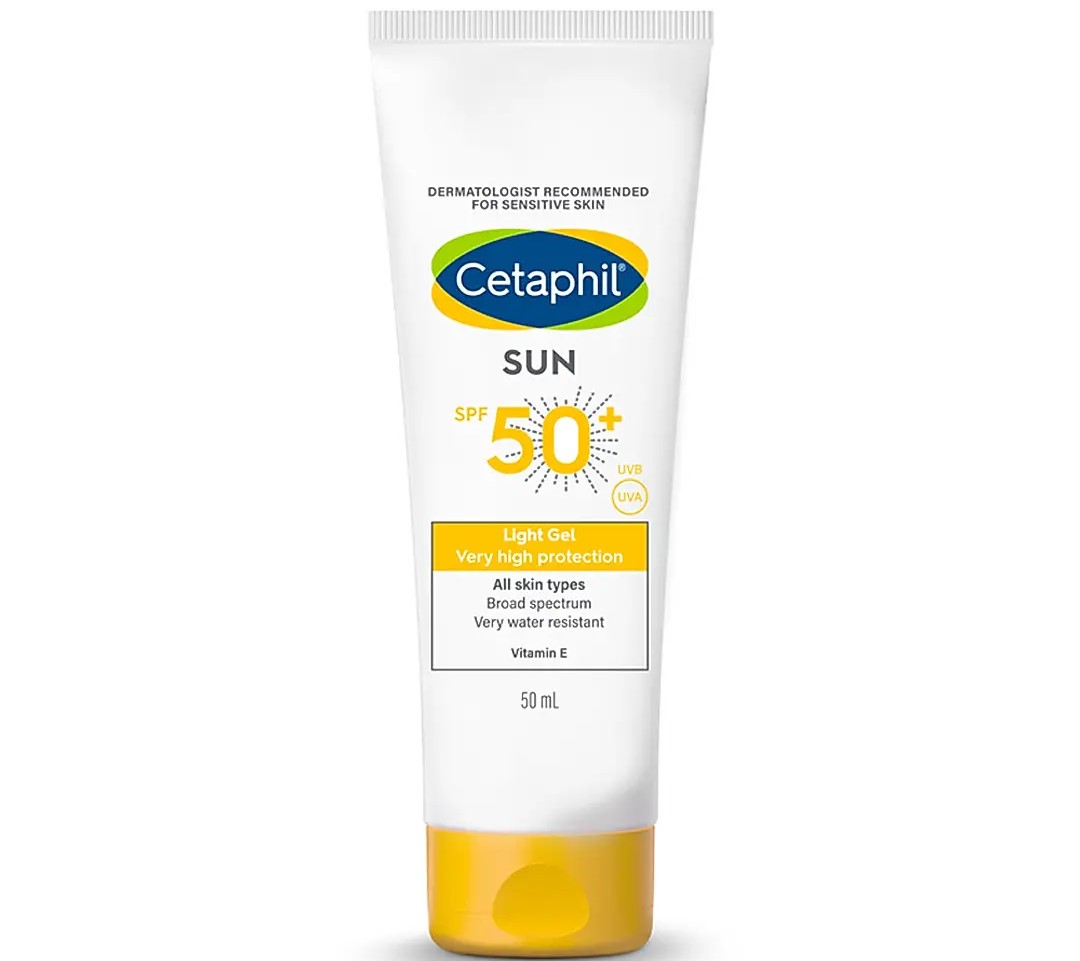 DERMATOLOGIST RECOMMENDED
FOR SENSITIVE SKIN
Cetaphil®
SUN
SPF 50+
UVB
UVA
Light Gel
Very high protection
All skin types
Broad spectrum
Very water resistant
Vitamin E
50 mL